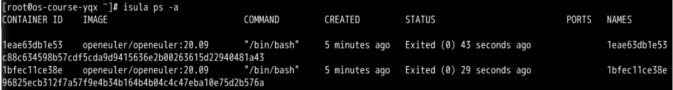 [root@os-course-yqx ~]# isula ps -a
CONTAINER ID IMAGE COMMAND CREATED STATUS PORTS NAMES
1eae63db1e53 openeuler/openeuler:20.09 "/bin/bash" 5 minutes ago Exited (0) 43 seconds ago 1eae63db1e53
c88c634598b57cdf5cda9d9415636e2b00263615d22940481a43
1bfec11ce38e openeuler/openeuler:20.09 "/bin/bash" 5 minutes ago Exited (0) 29 seconds ago 1bfec11ce38e
96825ecb312f7a57f9e4b34b164b4b04c4c47eba10e75d2b576a